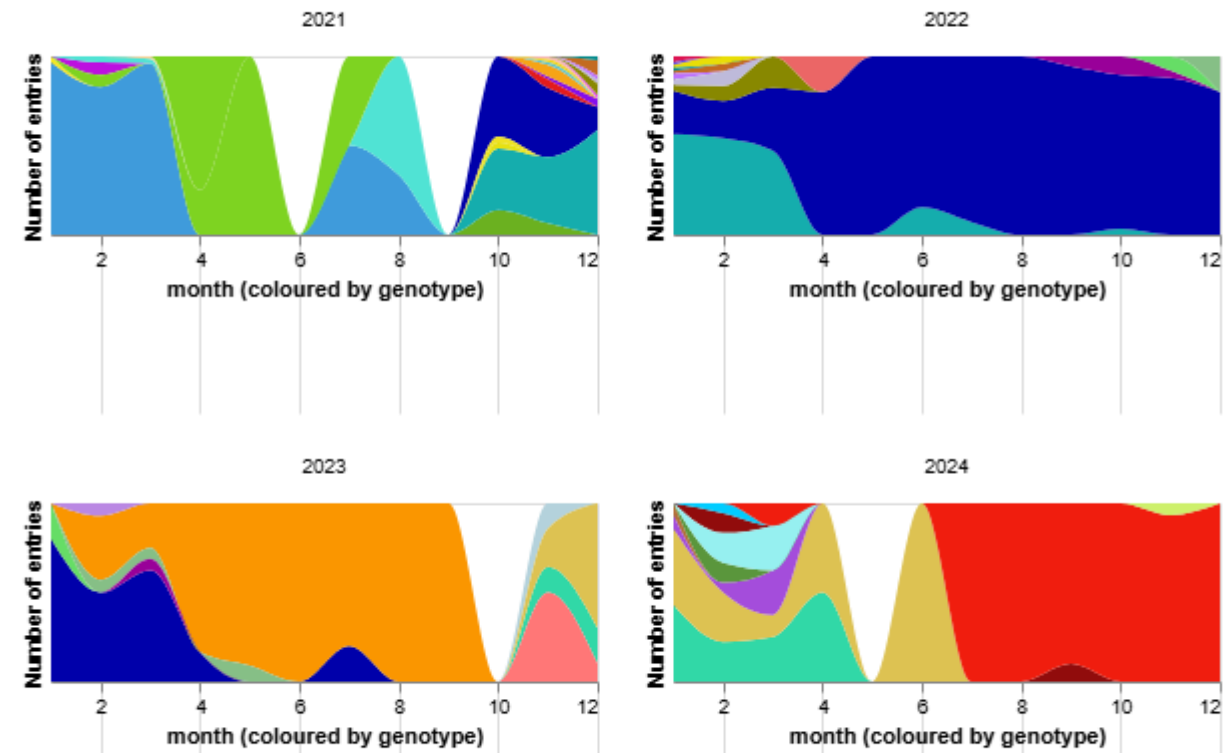 2021
2022
Number of entries
2 4 6 8 10 12
month (coloured by genotype)
Number of entries
2 4 6 8 10 12
month (coloured by genotype)
2023
2024
Number of entries
2 4 6 8 10 12
month (coloured by genotype)
Number of entries
2 4 6 8 10 12
month (coloured by genotype)